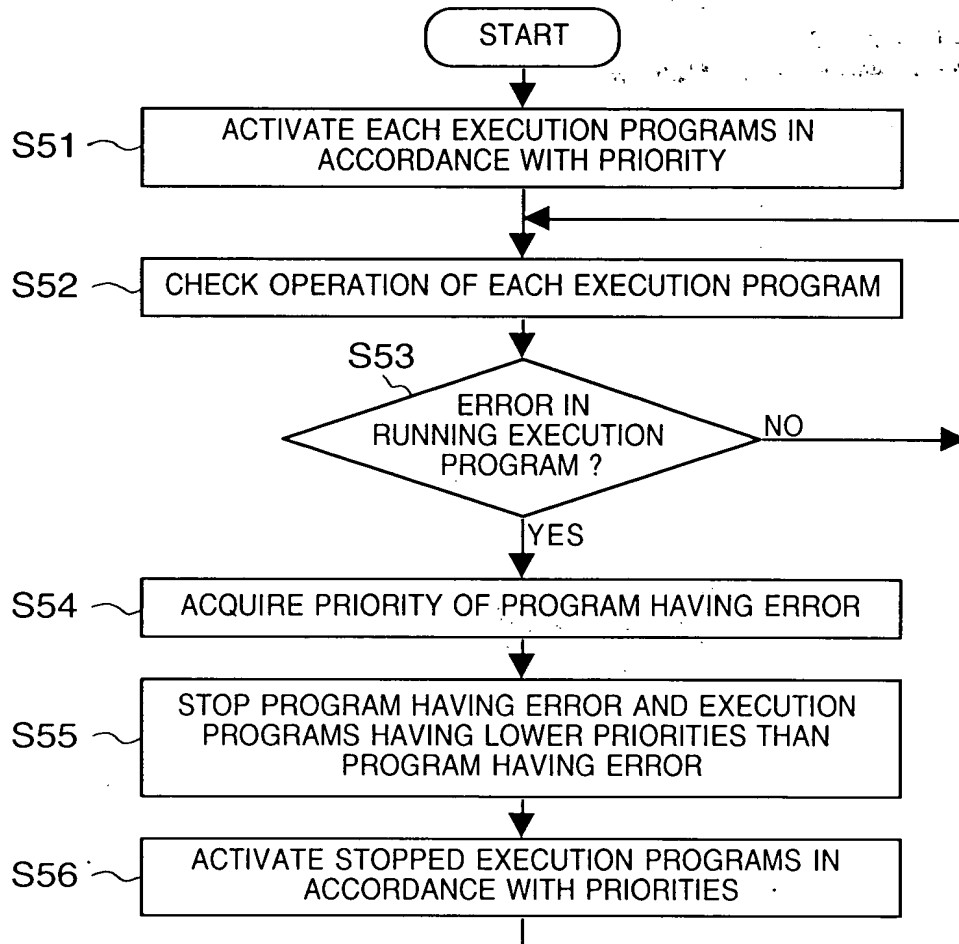 START
S51
ACTIVATE EACH EXECUTION PROGRAMS IN
ACCORDANCE WITH PRIORITY
S52
CHECK OPERATION OF EACH EXECUTION PROGRAM
S53
ERROR IN
RUNNING EXECUTION
PROGRAM ?
NO
YES
S54
ACQUIRE PRIORITY OF PROGRAM HAVING ERROR
S55
STOP PROGRAM HAVING ERROR AND EXECUTION
PROGRAMS HAVING LOWER PRIORITIES THAN
PROGRAM HAVING ERROR
S56
ACTIVATE STOPPED EXECUTION PROGRAMS IN
ACCORDANCE WITH PRIORITIES